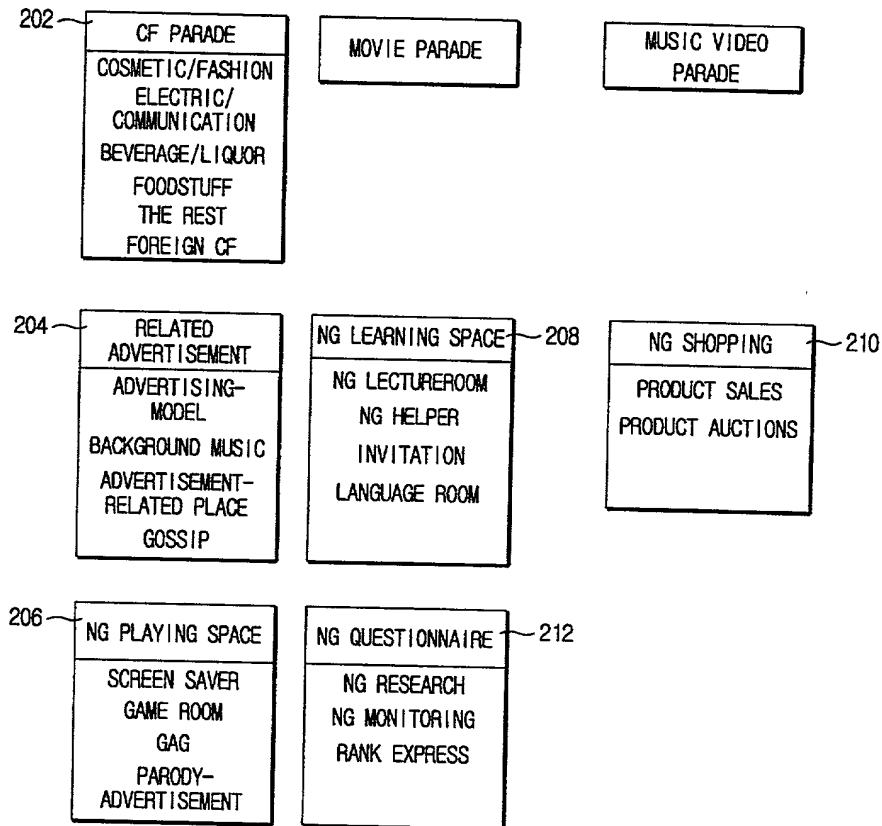 202
CF PARADE
COSMETIC/FASHION
ELECTRIC/
COMMUNICATION
BEVERAGE/LIQUOR
FOODSTUFF
THE REST
FOREIGN CF
MOVIE PARADE
MUSIC VIDEO
PARADE
204
RELATED
ADVERTISEMENT
ADVERTISING-
MODEL
BACKGROUND MUSIC
ADVERTISEMENT-
RELATED PLACE
GOSSIP
NG LEARNING SPACE
208
NG LECTUREROOM
NG HELPER
INVITATION
LANGUAGE ROOM
NG SHOPPING
210
PRODUCT SALES
PRODUCT AUCTIONS
206
NG PLAYING SPACE
SCREEN SAVER
GAME ROOM
GAG
PARODY-
ADVERTISEMENT
NG QUESTIONNAIRE
212
NG RESEARCH
NG MONITORING
RANK EXPRESS